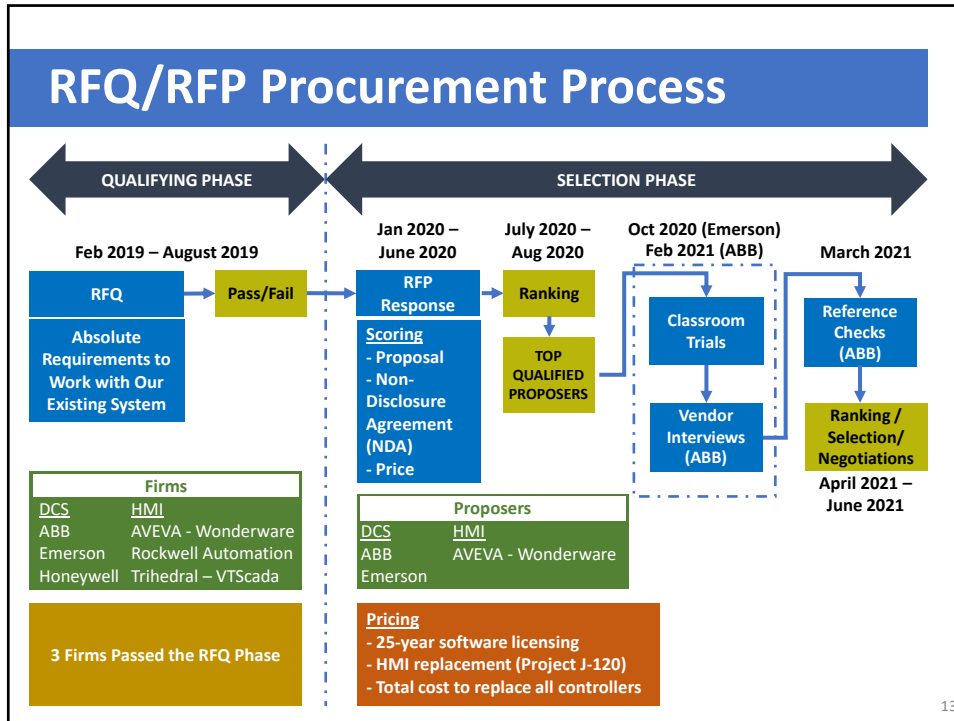 RFQ/RFP Procurement Process
QUALIFYING PHASE
SELECTION PHASE
Feb 2019 – August 2019
RFQ
Pass/Fail
Absolute
Requirements to
Work with Our
Existing System
Firms
DCS HMI
ABB AVEVA - Wonderware
Emerson Rockwell Automation
Honeywell Trihedral – VTScada
3 Firms Passed the RFQ Phase
Jan 2020 –
June 2020
RFP
Response
Scoring
- Proposal
- Non-
Disclosure
Agreement
(NDA)
- Price
July 2020 –
Aug 2020
Ranking
TOP
QUALIFIED
PROPOSERS
Proposers
DCS HMI
ABB AVEVA - Wonderware
Emerson
Pricing
- 25-year software licensing
- HMI replacement (Project J-120)
- Total cost to replace all controllers
Oct 2020 (Emerson)
Feb 2021 (ABB)
Classroom
Trials
Vendor
Interviews
(ABB)
March 2021
Reference
Checks
(ABB)
Ranking /
Selection/
Negotiations
April 2021 –
June 2021
13